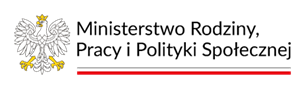 Ministerstwo Rodziny,
Pracy i Polityki Społecznej